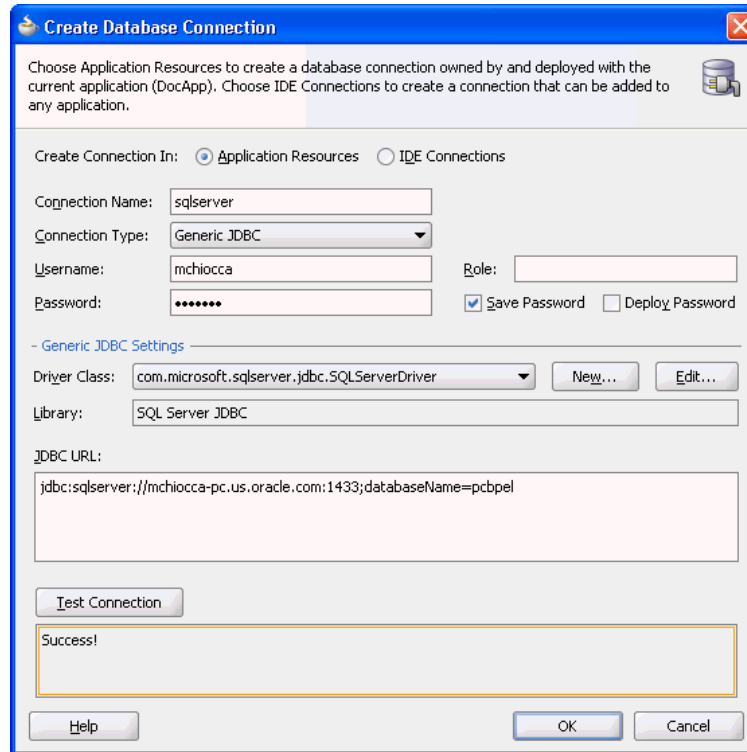 Create Database Connection
Choose Application Resources to create a database connection owned by and deployed with the
current application (DocApp). Choose IDE Connections to create a connection that can be added to
any application.
Create Connection In: Application Resources IDE Connections
Connection Name: sqlserver
Connection Type: Generic JDBC
Username: mchiocca Role:
Password: ••••••• Save Password Deploy Password
- Generic JDBC Settings
Driver Class: com.microsoft.sqlserver.jdbc.SQLServerDriver New... Edit...
Library: SQL Server JDBC
JDBC URL:
jdbc:sqlserver://mchiocca-pc.us.oracle.com:1433;databaseName=pcbpel
Test Connection
Success!
Help OK Cancel